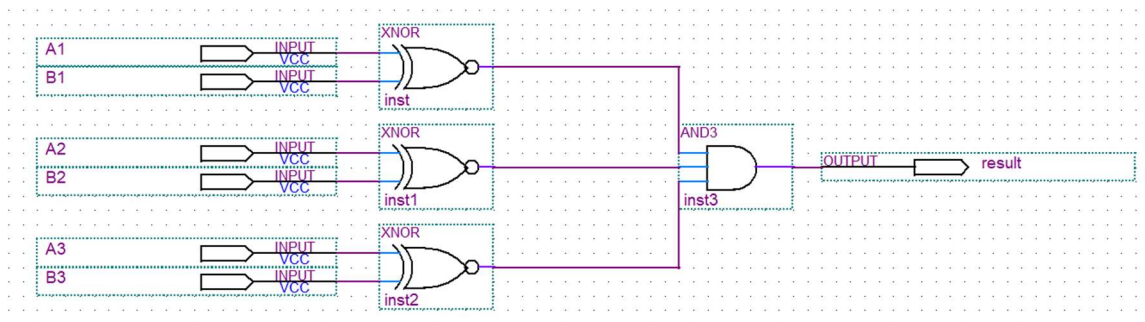 XNOR
A1
INPUT
VCC
B1
INPUT
VCC
inst
XNOR
A2
INPUT
VCC
B2
INPUT
VCC
inst1
AND3
inst3
OUTPUT
result
XNOR
A3
INPUT
VCC
B3
INPUT
VCC
inst2